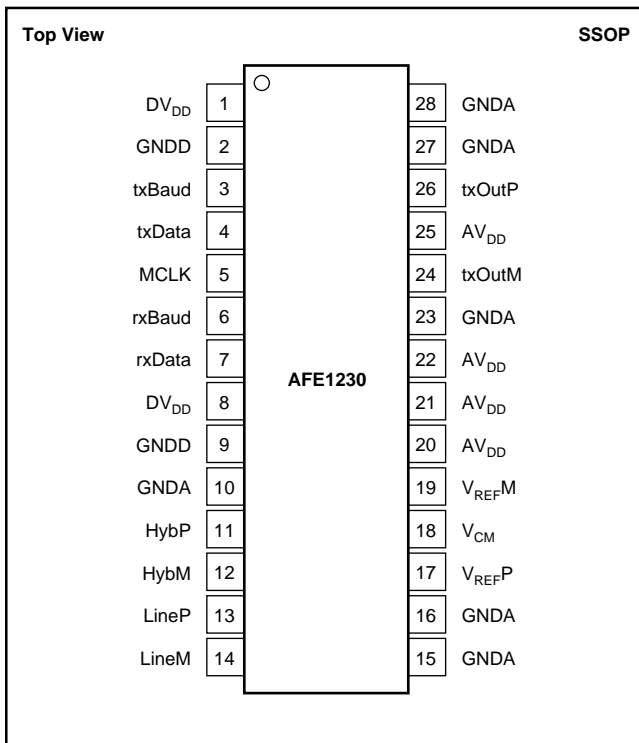 Top View SSOP
DVDD 1 28 GNDA
GNDD 2 27 GNDA
txBaud 3 26 txOutP
txData 4 25 AVDD
MCLK 5 24 txOutM
rxBaud 6 23 GNDA
rxData 7 22 AVDD
AFE1230
DVDD 8 21 AVDD
GNDD 9 20 AVDD
GNDA 10 19 VREFM
HybP 11 18 VCM
HybM 12 17 VREFP
LineP 13 16 GNDA
LineM 14 15 GNDA